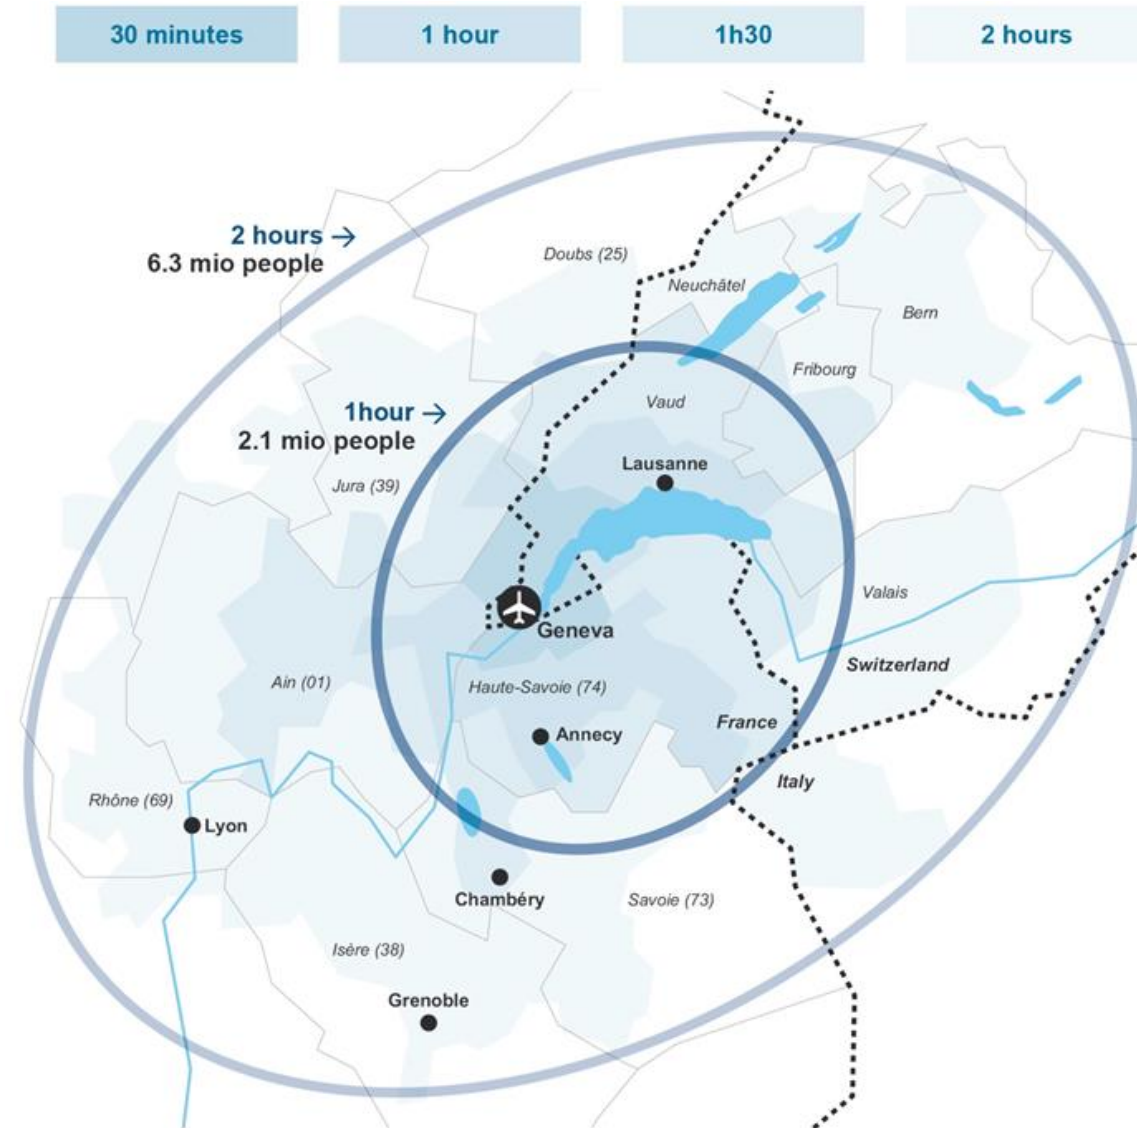 30 minutes
1 hour
1h30
2 hours
2 hours →
6.3 mio people
Doubs (25)
Neuchâtel
Bern
Fribourg
1hour →
2.1 mio people
Vaud
Lausanne
Jura (39)
Valais
Geneva
Switzerland
Ain (01)
Haute-Savoie (74)
France
Annecy
Italy
Rhône (69)
Lyon
Chambéry
Savoie (73)
Isère (38)
Grenoble